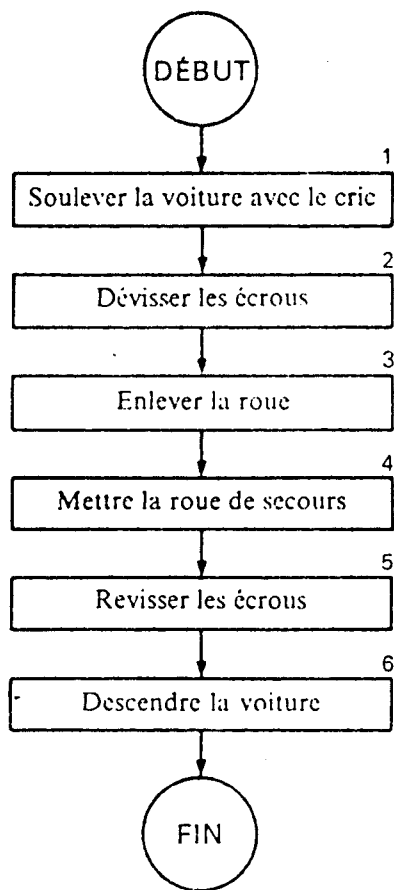 DÉBUT
1
Soulever la voiture avec le cric
2
Dévisser les écrous
3
Enlever la roue
4
Mettre la roue de secours
5
Revisser les écrous
6
Descendre la voiture
FIN